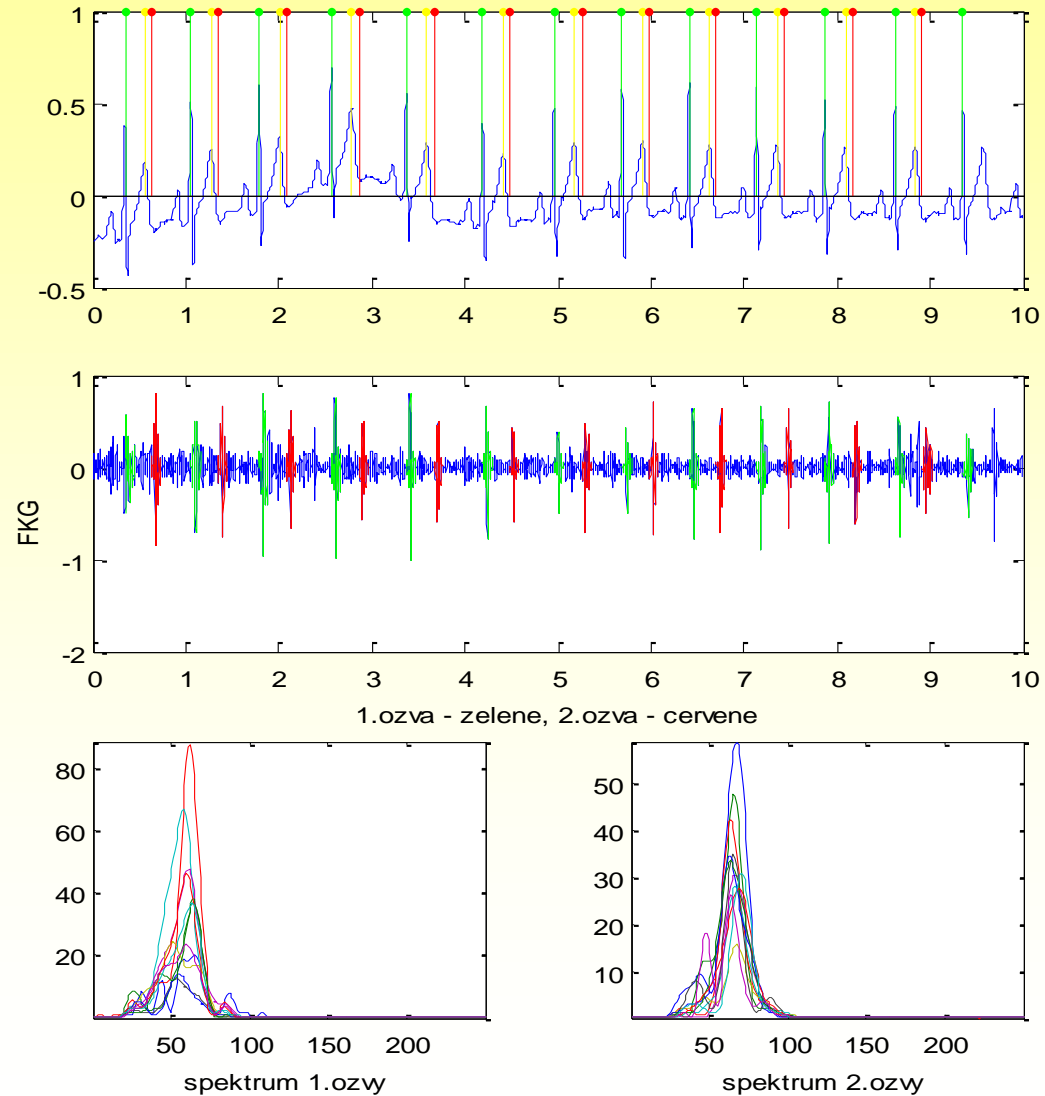 1
0.5
0
-0.5
0 1 2 3 4 5 6 7 8 9 10
1
0
-1
-2
FKG
0 1 2 3 4 5 6 7 8 9 10
1.ozva - zelene, 2.ozva - cervene
80
60
40
20
50 100 150 200
spektrum 1.ozvy
50
40
30
20
10
50 100 150 200
spektrum 2.ozvy